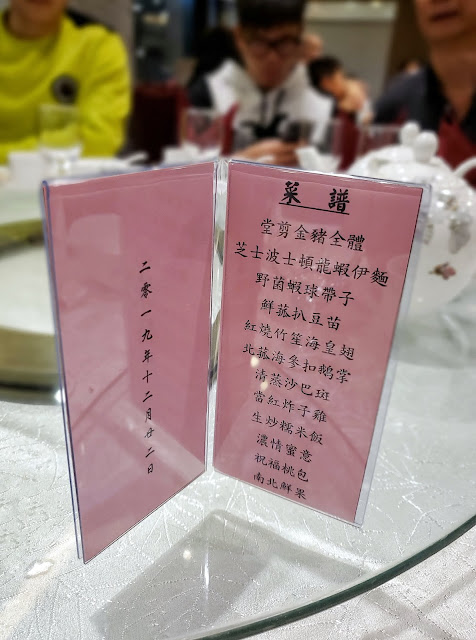 二零一九年十二月廿二日
菜譜
堂剪金豬全體
芝士波士頓龍蝦伊麵
野菌蝦球帶子
鮮菰扒豆苗
紅燒竹笙海皇翅
北菰海參扣鵝掌
清蒸沙巴斑
當紅炸子雞
生炒糯米飯
濃情蜜意
祝福桃包
南北鮮果